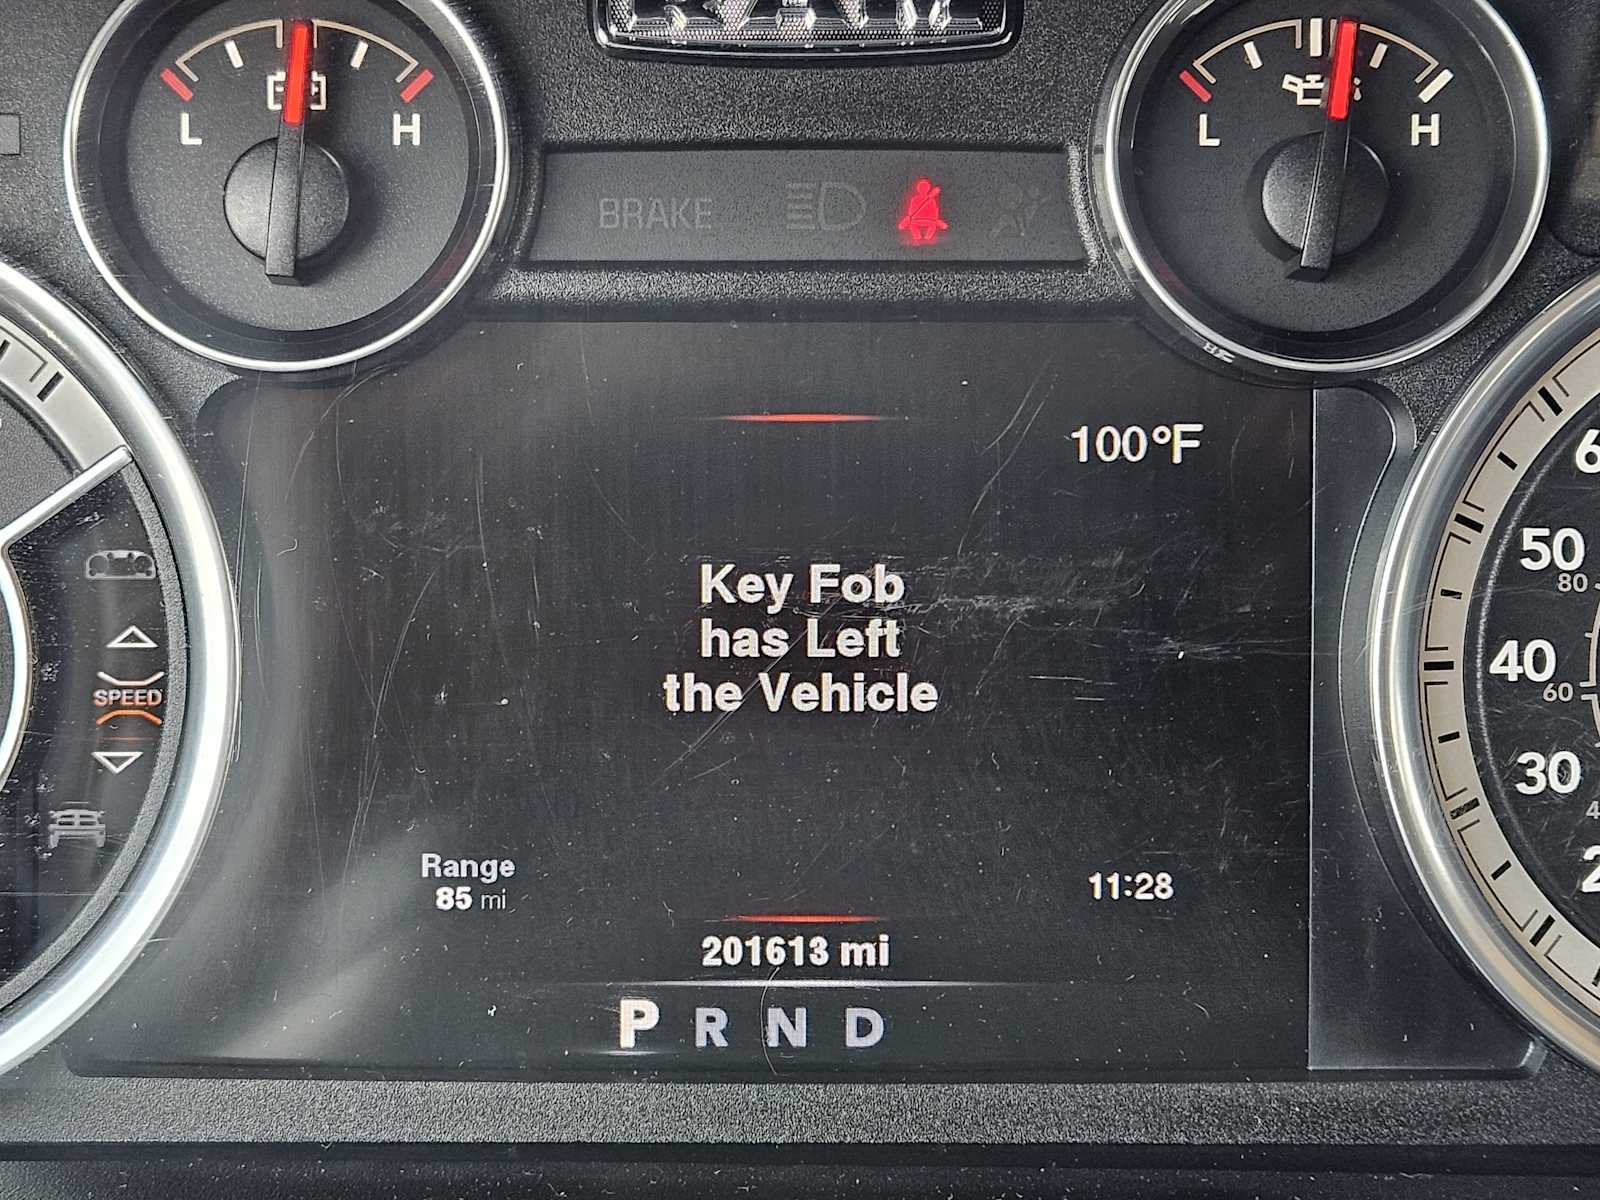 RAM
L
H
L
H
BRAKE
100°F
Key Fob
has Left
the Vehicle
SPEED
50
80
40
60
30
Range
85 mi
11:28
201613 mi
P R N D